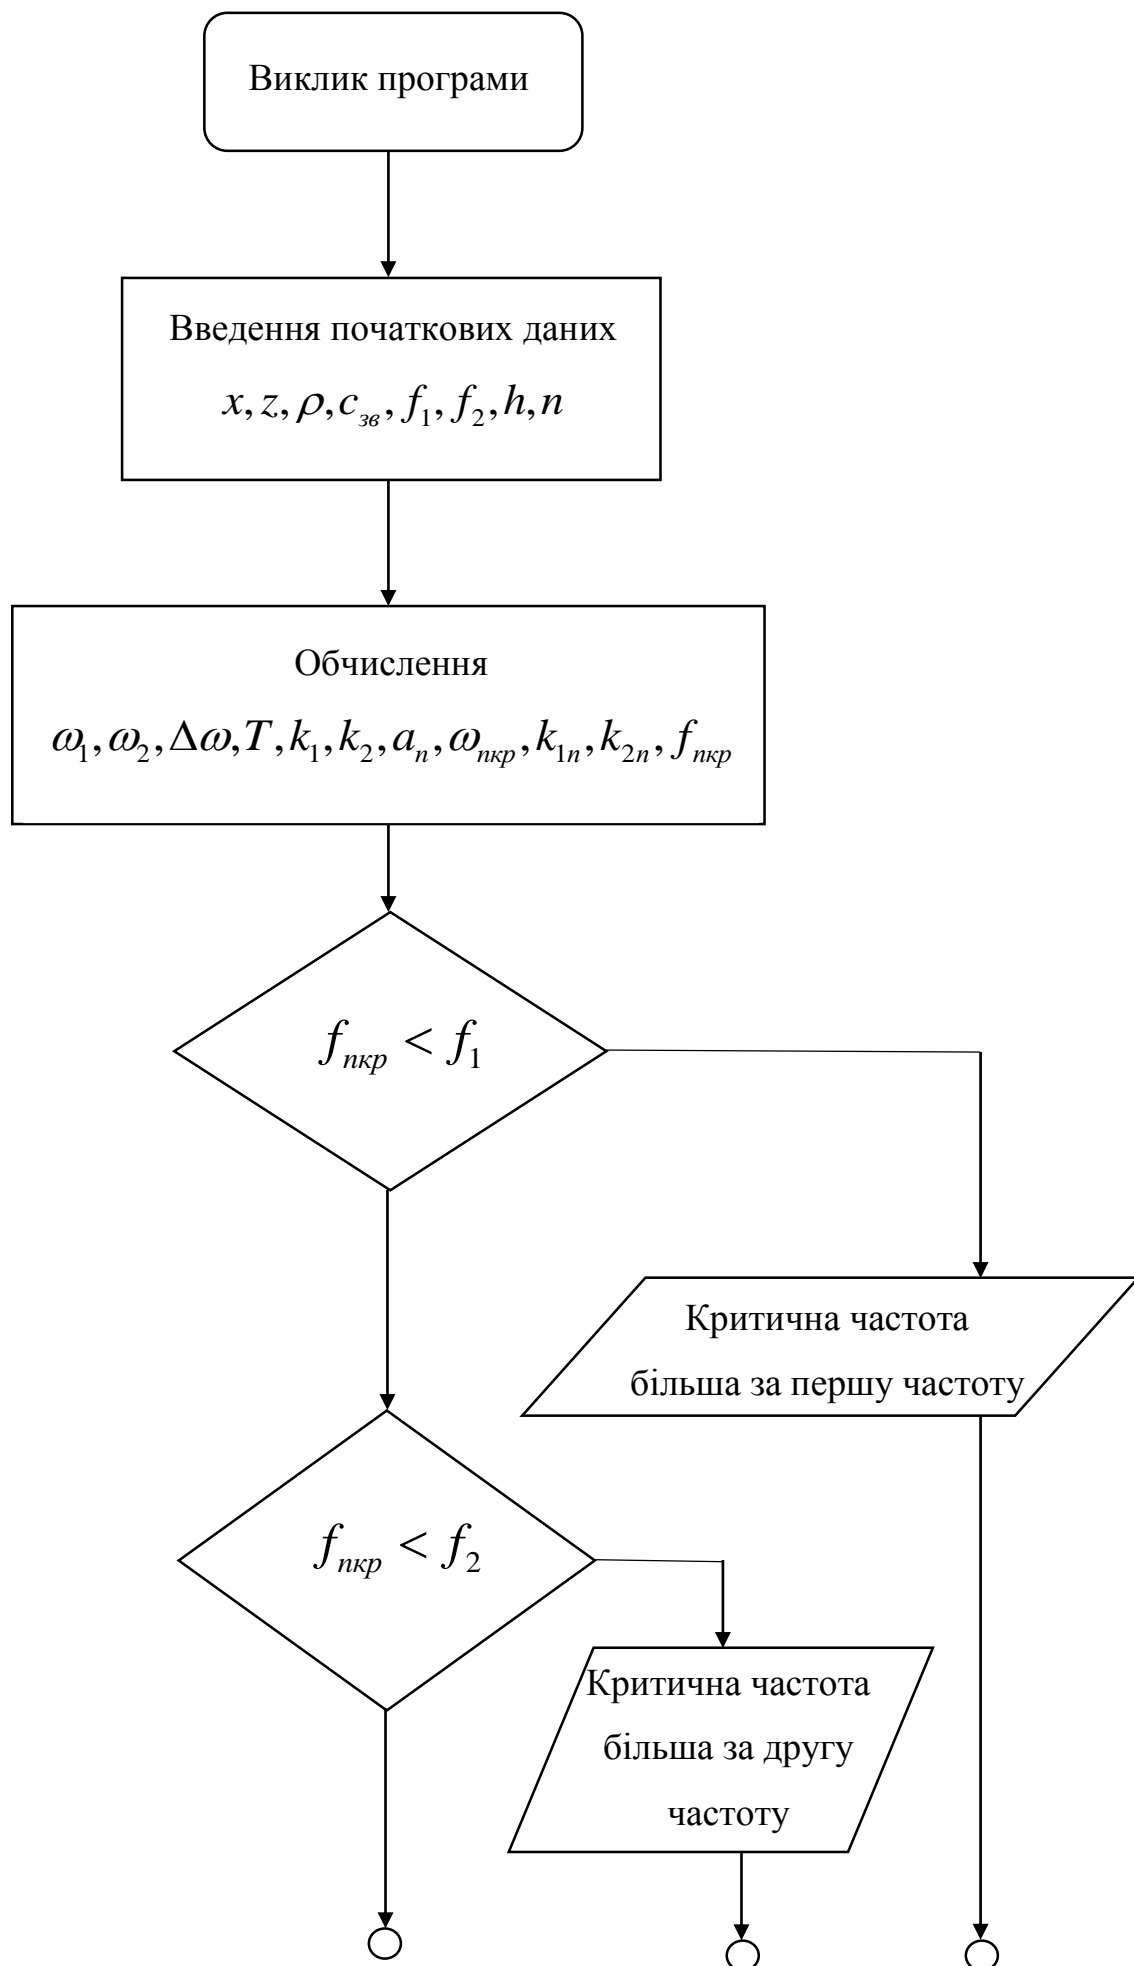 Виклик програми
Введення початкових даних
x, z, ρ, c_зв, f_1, f_2, h, n
Обчислення
ω_1, ω_2, Δω, T, k_1, k_2, a_n, ω_nкр, k_1n, k_2n, f_nкр
f_nкр < f_1
Критична частота
більша за першу частоту
f_nкр < f_2
Критична частота
більша за другу
частоту